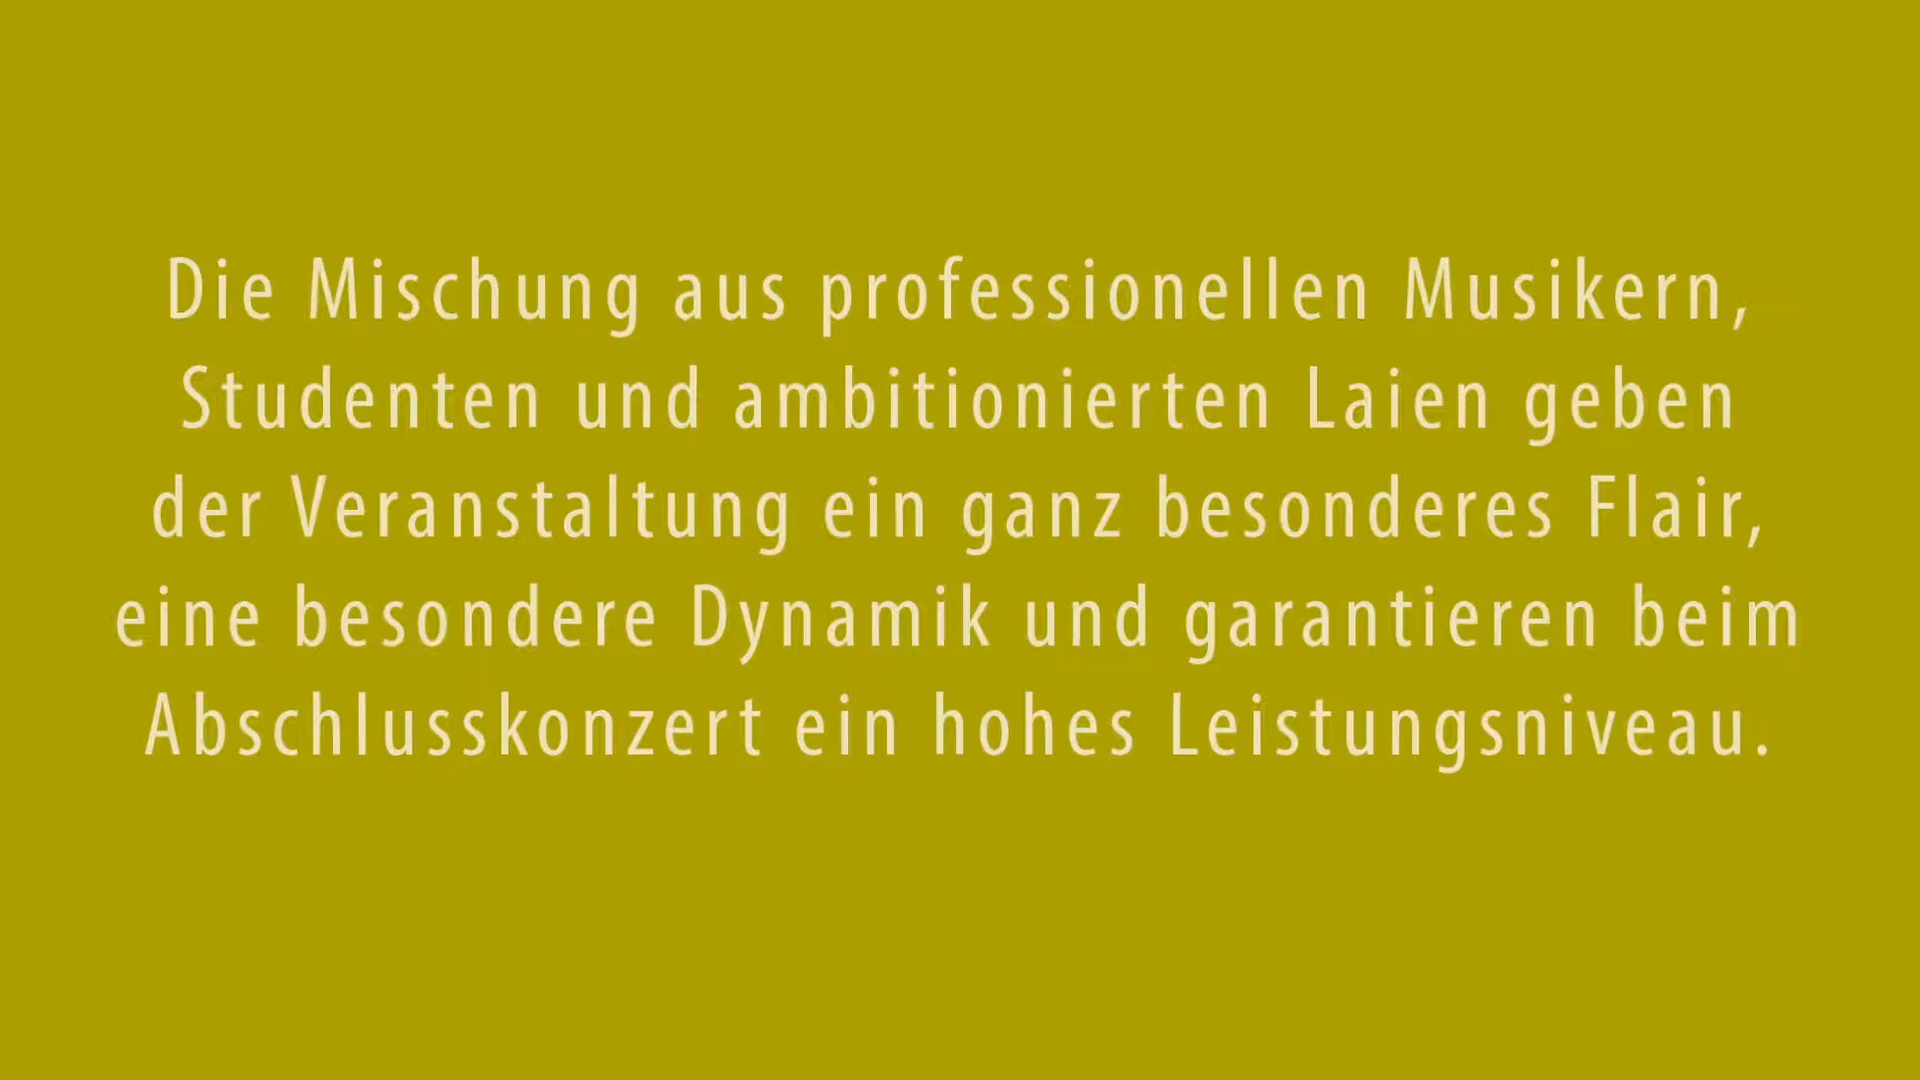 Die Mischung aus professionellen Musikern,
Studenten und ambitionierten Laien geben
der Veranstaltung ein ganz besonderes Flair,
eine besondere Dynamik und garantieren beim
Abschlusskonzert ein hohes Leistungsniveau.